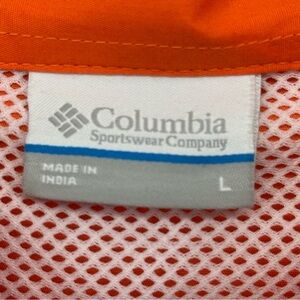 Columbia
Sportswear Company
MADE IN
INDIA
L